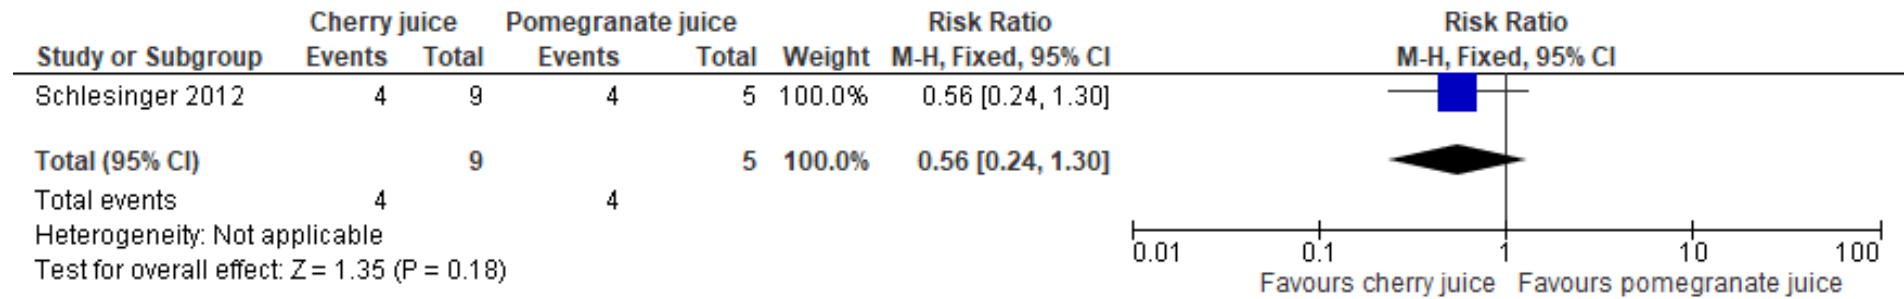 Cherry juice Pomegranate juice Risk Ratio Risk Ratio
Study or Subgroup Events Total Events Total Weight M-H, Fixed, 95% CI M-H, Fixed, 95% CI
Schlesinger 2012 4 9 4 5 100.0% 0.56 [0.24, 1.30]
Total (95% CI) 9 5 100.0% 0.56 [0.24, 1.30]
Total events 4 4
Heterogeneity: Not applicable
Test for overall effect: Z = 1.35 (P = 0.18)
0.01 0.1 1 10 100
Favours cherry juice Favours pomegranate juice